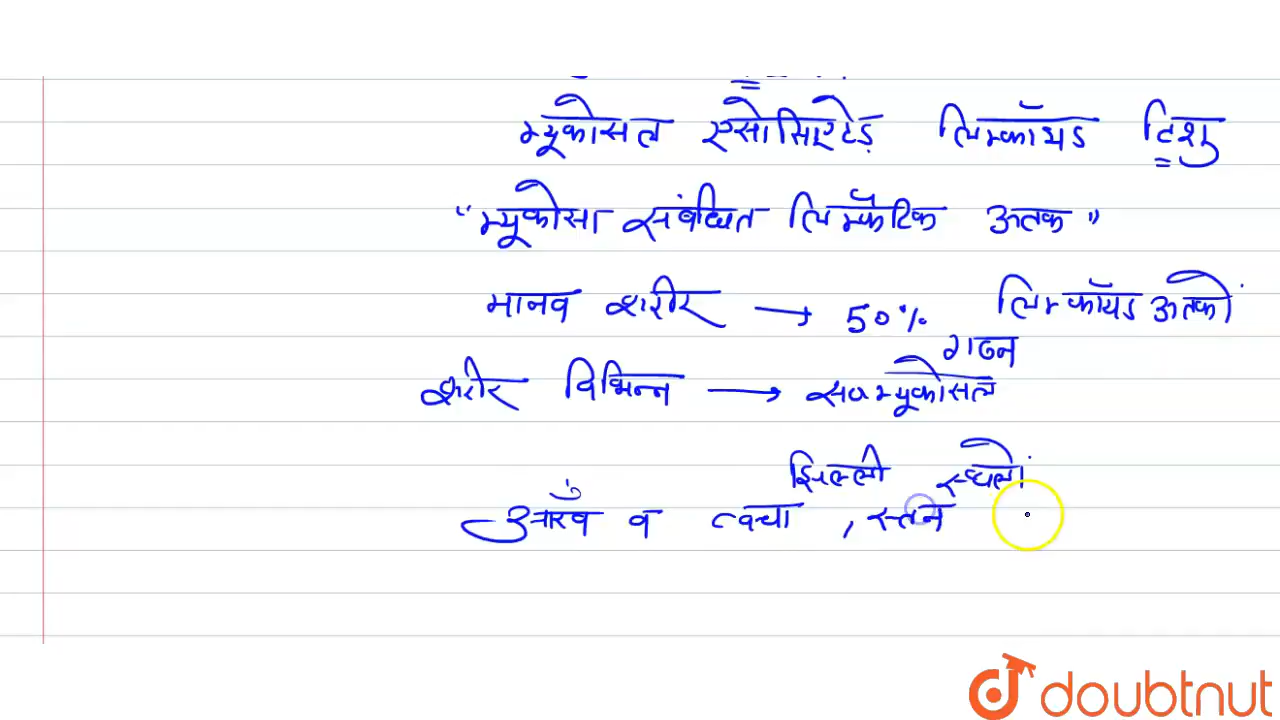 म्यूकोसल एसोसिएटेड़ लिम्फॉयड टिशु
"म्यूकोसा संबंधित लिम्फैटिक ऊतक"
मानव शरीर → 50% लिम्फॉयड ऊतकों
गठन
शरीर विभिन्न → सब म्यूकोसल
झिल्ली स्थलों
आँख व त्वचा , स्तन
doubtnut